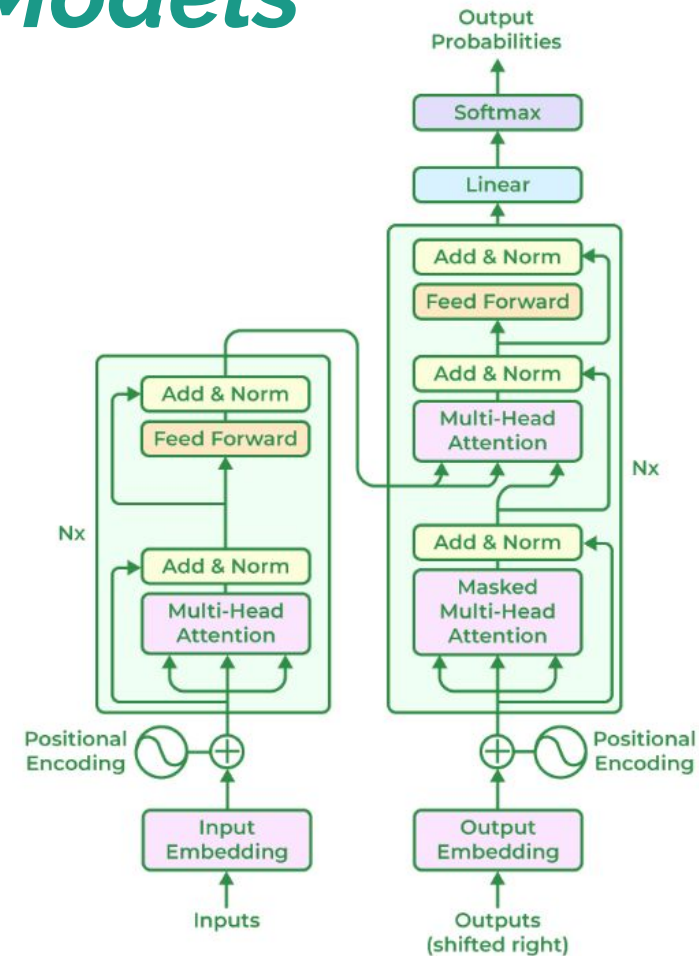 Models
Output
Probabilities
Softmax
Linear
Add & Norm
Feed Forward
Add & Norm
Multi-Head
Attention
Nx
Add & Norm
Masked
Multi-Head
Attention
Add & Norm
Feed Forward
Nx
Add & Norm
Multi-Head
Attention
Positional
Encoding
Positional
Encoding
Input
Embedding
Output
Embedding
Inputs
Outputs
(shifted right)